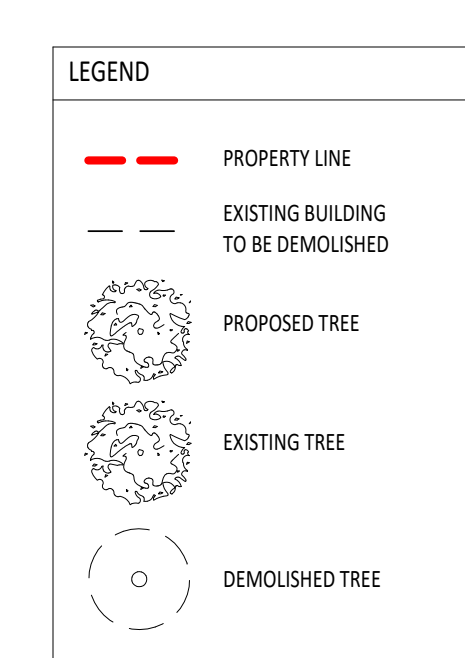 LEGEND
PROPERTY LINE
EXISTING BUILDING
TO BE DEMOLISHED
PROPOSED TREE
EXISTING TREE
DEMOLISHED TREE